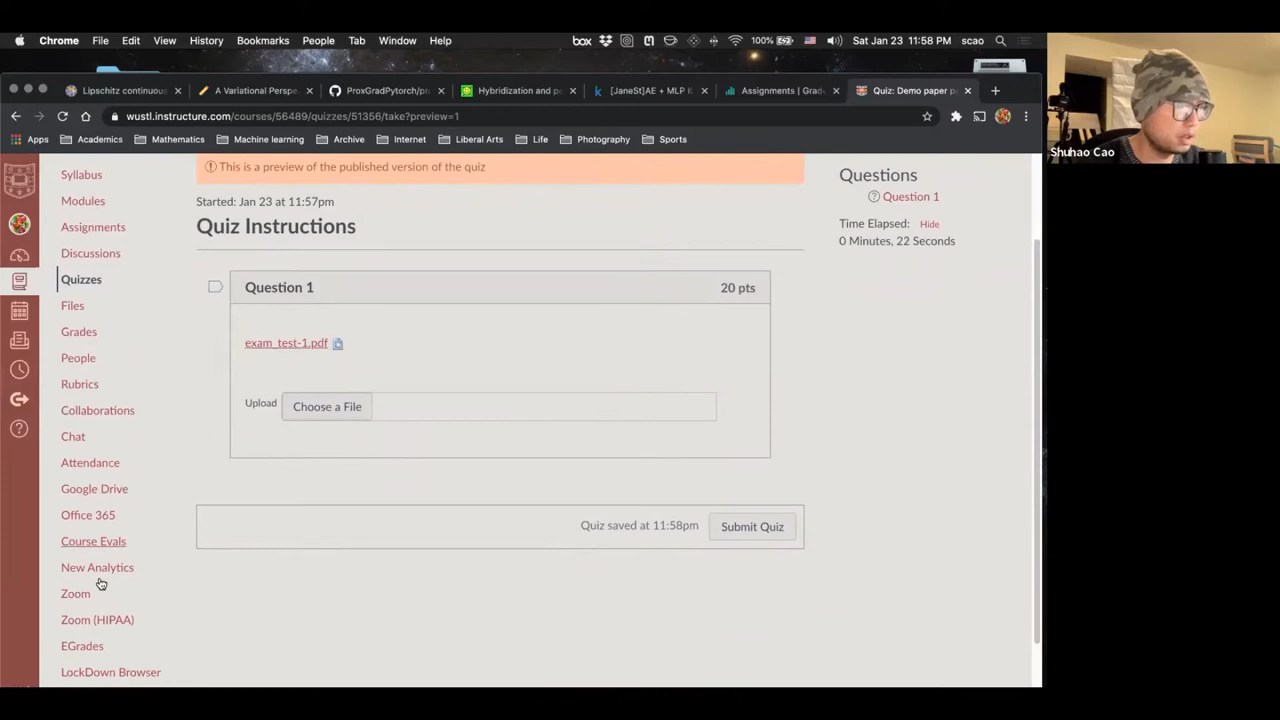 Chrome File Edit View History Bookmarks People Tab Window Help box 100% Sat Jan 23 11:58 PM scao
Lipschitz continuous A Variational Perspe ProxGradPytorch/pr Hybridization and p [JaneSt]AE + MLP K Assignments | Grad Quiz: Demo paper p
wustl.instructure.com/courses/56489/quizzes/51356/take?preview=1
Apps Academics Mathematics Machine learning Archive Internet Liberal Arts Life Photography Sports
Shuhao Cao
Syllabus
Modules
Assignments
Discussions
Quizzes
Files
Grades
People
Rubrics
Collaborations
Chat
Attendance
Google Drive
Office 365
Course Evals
New Analytics
Zoom
Zoom (HIPAA)
EGrades
LockDown Browser
This is a preview of the published version of the quiz
Started: Jan 23 at 11:57pm
Quiz Instructions
Question 1 20 pts
exam_test-1.pdf
Upload Choose a File
Quiz saved at 11:58pm Submit Quiz
Questions
Question 1
Time Elapsed: Hide
0 Minutes, 22 Seconds